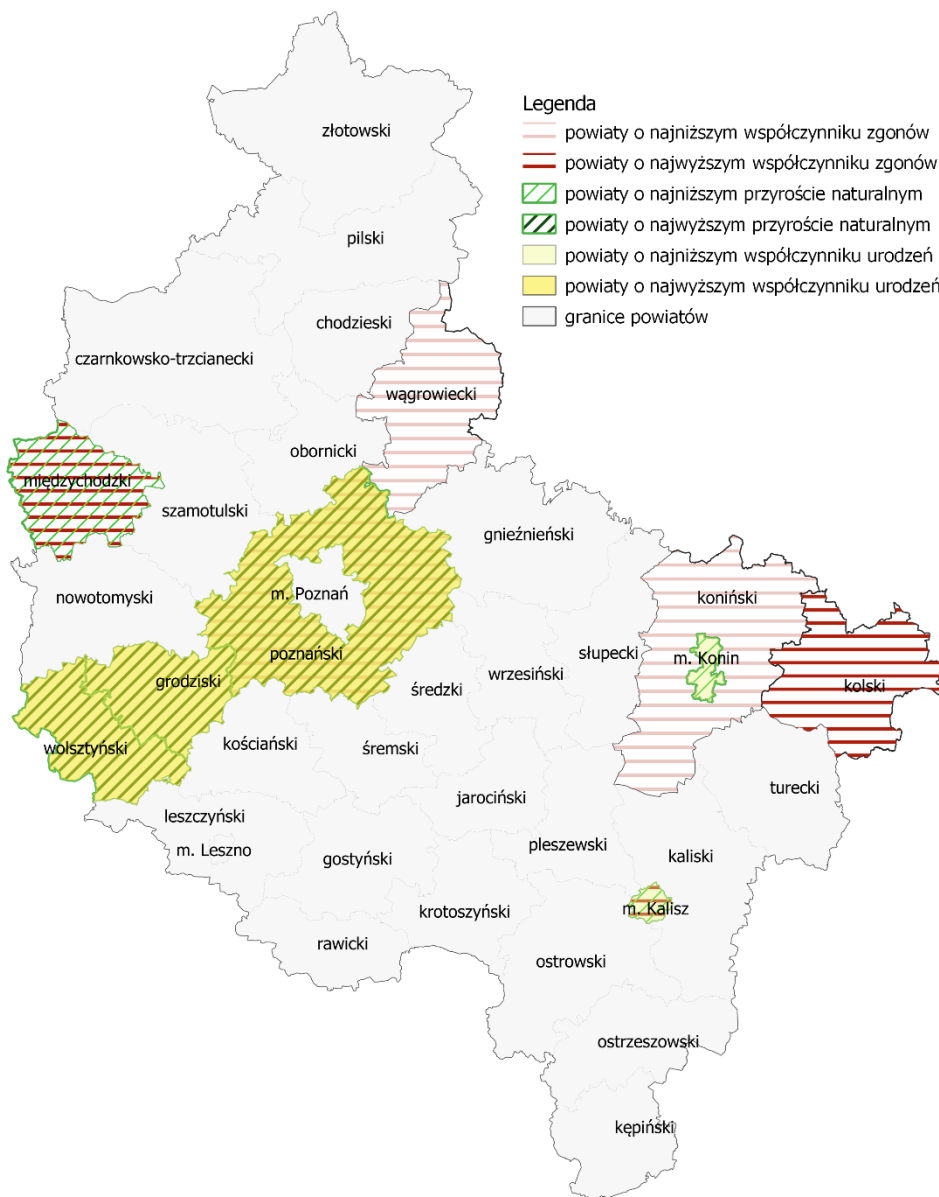 złotowski
Legenda
powiaty o najniższym współczynniku zgonów
powiaty o najwyższym współczynniku zgonów
powiaty o najniższym przyroście naturalnym
powiaty o najwyższym przyroście naturalnym
powiaty o najniższym współczynniku urodzeń
powiaty o najwyższym współczynniku urodzeń
granice powiatów
pilski
chodzieski
czarnkowsko-trzcianecki
wągrowiecki
obornicki
międzychodzki
szamotulski
gnieźnieński
nowotomyski
m. Poznań
koniński
poznański
słupecki
m. Konin
wrzesiński
grodziski
średzki
kolski
wolsztyński
kościański
śremski
turecki
jarociński
leszczyński
m. Leszno
gostyński
pleszewski
kaliski
krotoszyński
m. Kalisz
rawicki
ostrowski
ostrzeszowski
kępiński